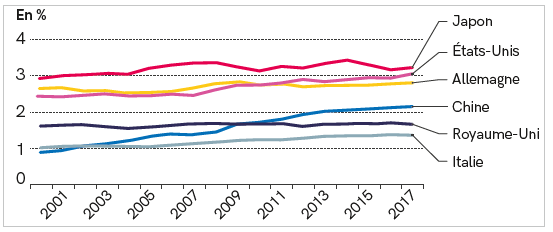 En %
4
3
2
1
0
2001
2003
2005
2007
2009
2011
2013
2015
2017
Japon
États-Unis
Allemagne
Chine
Royaume-Uni
Italie